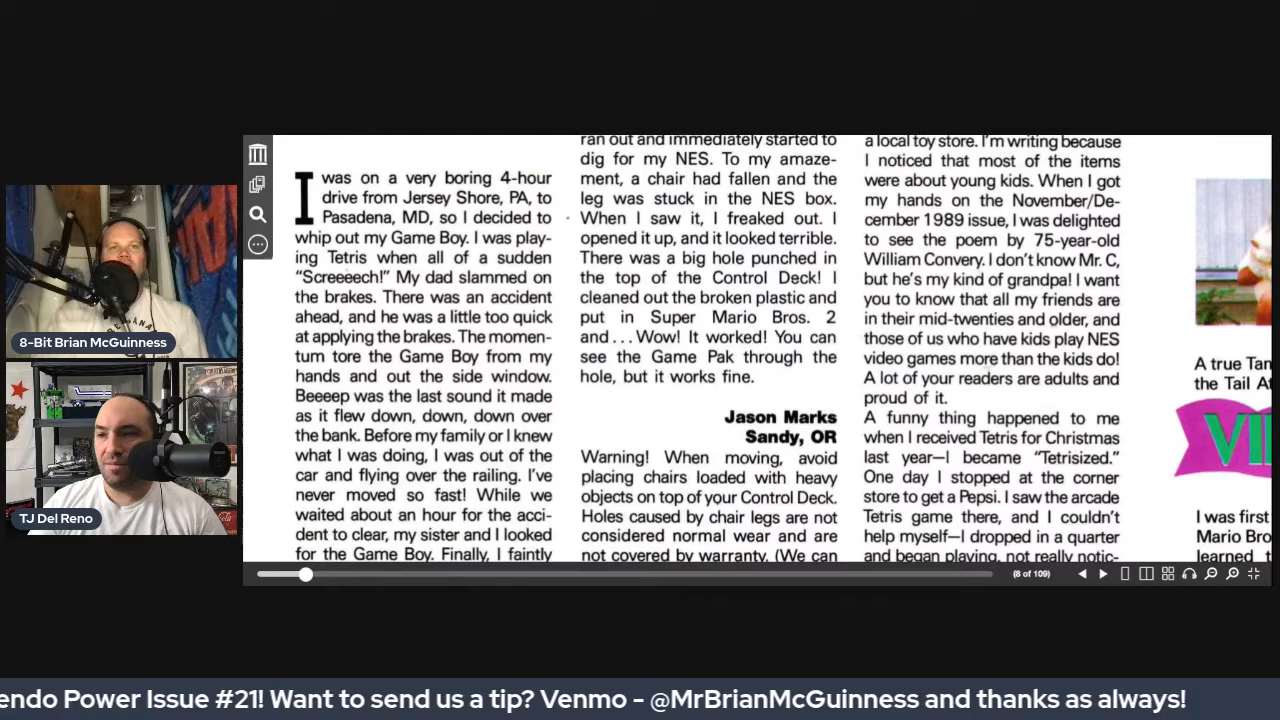 8-Bit Brian McGuinness
TJ Del Reno
I was on a very boring 4-hour
drive from Jersey Shore, PA, to
Pasadena, MD, so I decided to
whip out my Game Boy. I was play-
ing Tetris when all of a sudden
“Screeeech!” My dad slammed on
the brakes. There was an accident
ahead, and he was a little too quick
at applying the brakes. The momen-
tum tore the Game Boy from my
hands and out the side window.
Beeeep was the last sound it made
as it flew down, down, down over
the bank. Before my family or I knew
what I was doing, I was out of the
car and flying over the railing. I’ve
never moved so fast! While we
waited about an hour for the acci-
dent to clear, my sister and I looked
for the Game Boy. Finally, I faintly
ran out and immediately started to
dig for my NES. To my amaze-
ment, a chair had fallen and the
leg was stuck in the NES box.
When I saw it, I freaked out. I
opened it up, and it looked terrible.
There was a big hole punched in
the top of the Control Deck! I
cleaned out the broken plastic and
put in Super Mario Bros. 2
and...Wow! It worked! You can
see the Game Pak through the
hole, but it works fine.
Jason Marks
Sandy, OR
Warning! When moving, avoid
placing chairs loaded with heavy
objects on top of your Control Deck.
Holes caused by chair legs are not
considered normal wear and are
not covered by warranty. (We can
a local toy store. I’m writing because
I noticed that most of the items
were about young kids. When I got
my hands on the November/De-
cember 1989 issue, I was delighted
to see the poem by 75-year-old
William Convery. I don’t know Mr. C,
but he’s my kind of grandpa! I want
you to know that all my friends are
in their mid-twenties and older, and
those of us who have kids play NES
video games more than the kids do!
A lot of your readers are adults and
proud of it.
A funny thing happened to me
when I received Tetris for Christmas
last year—I became “Tetrisized.”
One day I stopped at the corner
store to get a Pepsi. I saw the arcade
Tetris game there, and I couldn’t
help myself—I dropped in a quarter
and began playing, not really notic-
A true Tan
the Tail A
VI
I was first
Mario Bro
learned t
(8 of 109)
endo Power Issue #21! Want to send us a tip? Venmo - @MrBrianMcGuinness and thanks as always!